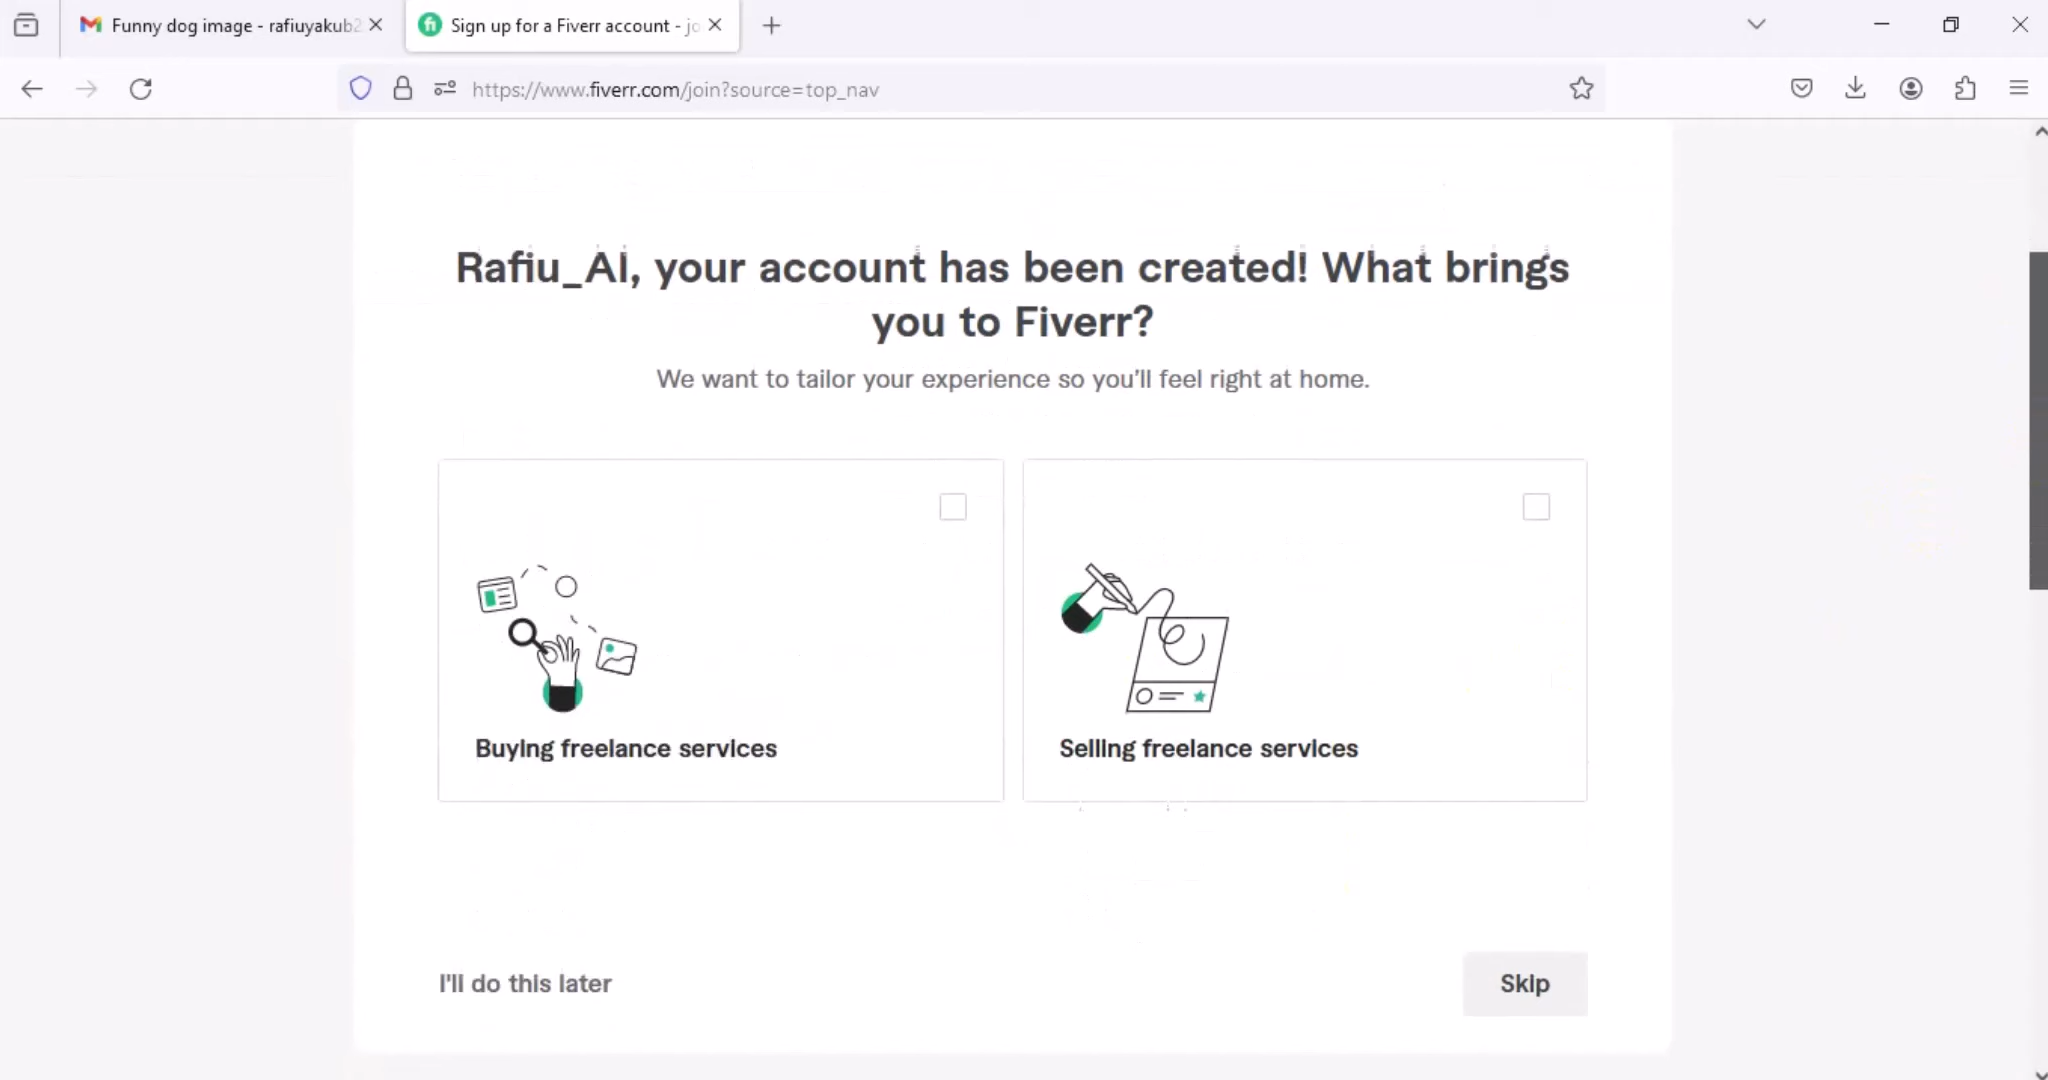 Funny dog image - rafiuyakub2
Sign up for a Fiverr account - jo
https://www.fiverr.com/join?source=top_nav
Rafiu_AI, your account has been created! What brings
you to Fiverr?
We want to tailor your experience so you'll feel right at home.
Buying freelance services
Selling freelance services
I'll do this later
Skip